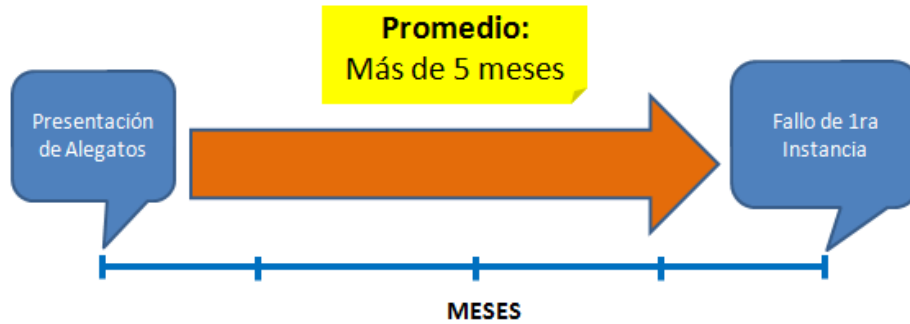 Promedio:
Más de 5 meses
Presentación
de Alegatos
Fallo de 1ra
Instancia
MESES